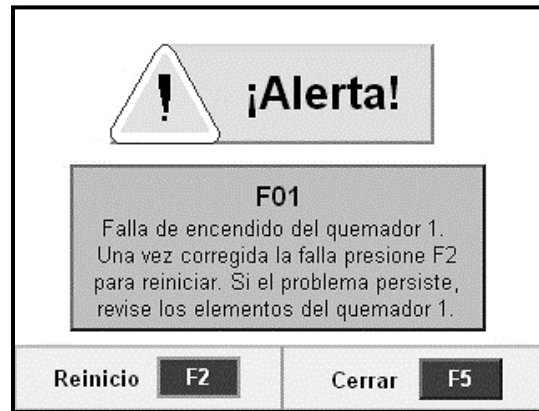 ¡Alerta!
F01
Falla de encendido del quemador 1.
Una vez corregida la falla presione F2
para reiniciar. Si el problema persiste,
revise los elementos del quemador 1.
Reinicio F2 Cerrar F5